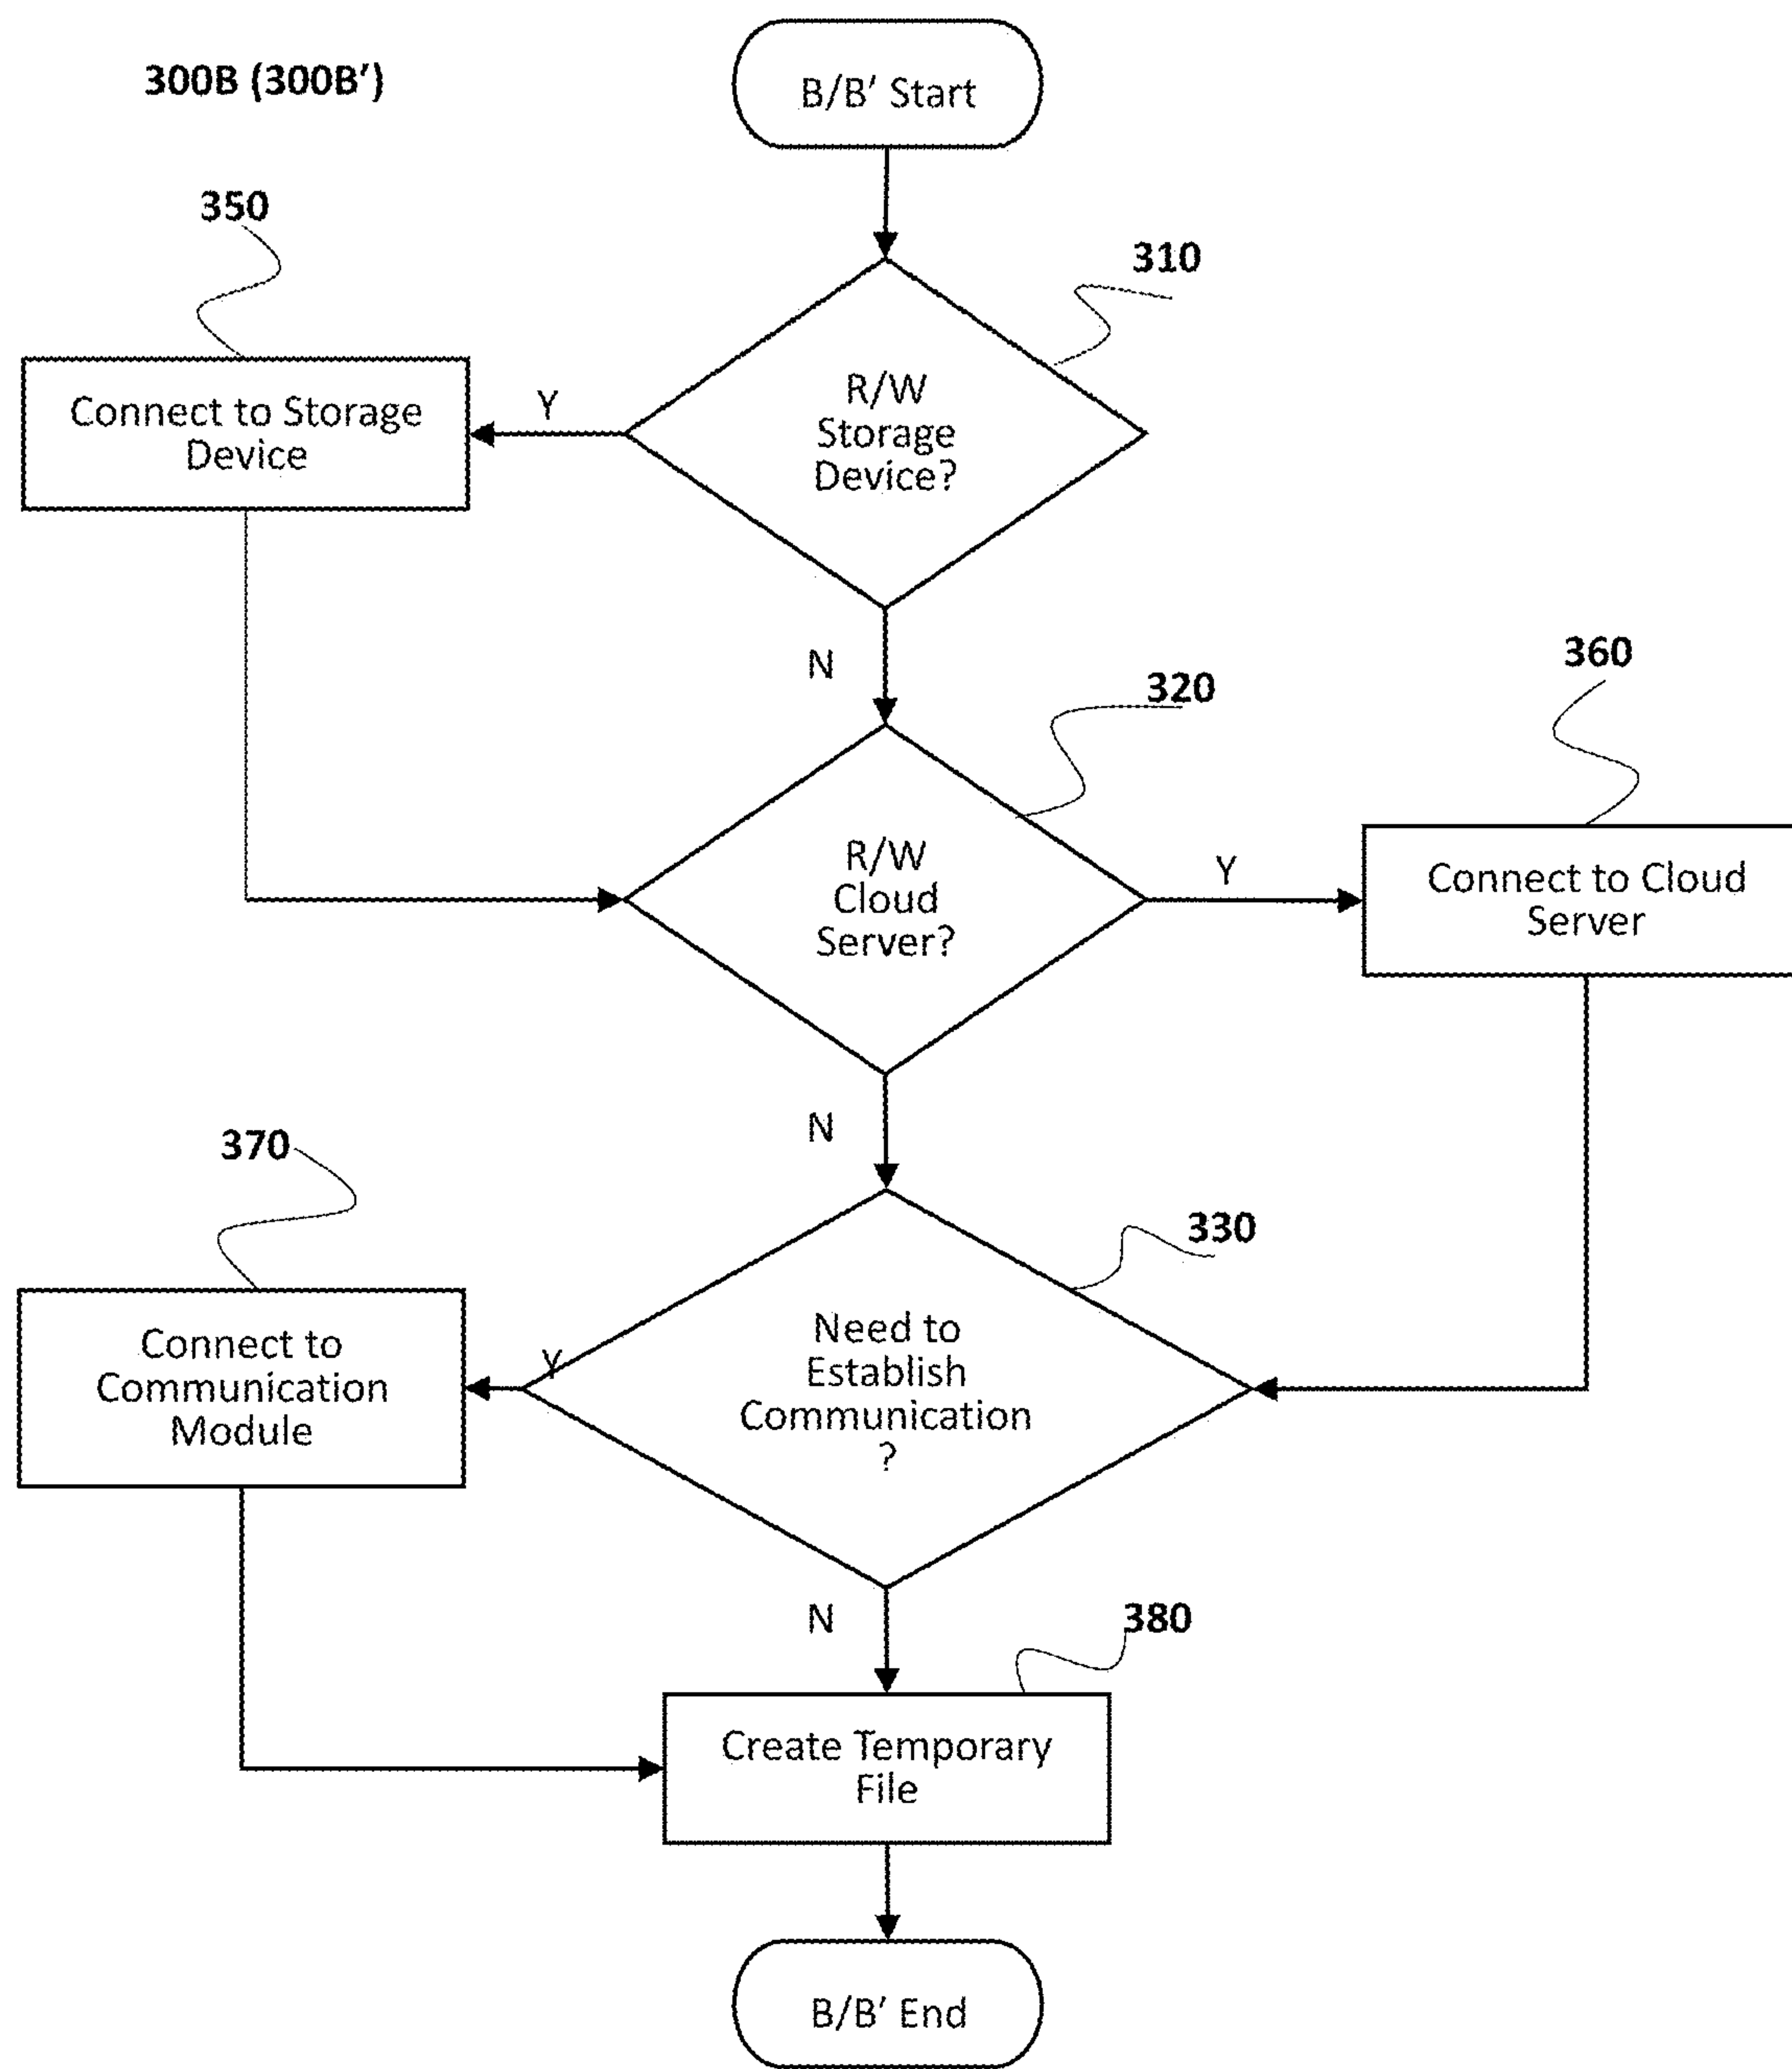 300B (300B’)
B/B’ Start
350
310
R/W
Storage
Device?
Y
Connect to Storage
Device
N
320
360
R/W
Cloud
Server?
Y
Connect to Cloud
Server
N
370
330
Need to
Establish
Communication
?
Y
Connect to
Communication
Module
N
380
Create Temporary
File
B/B’ End